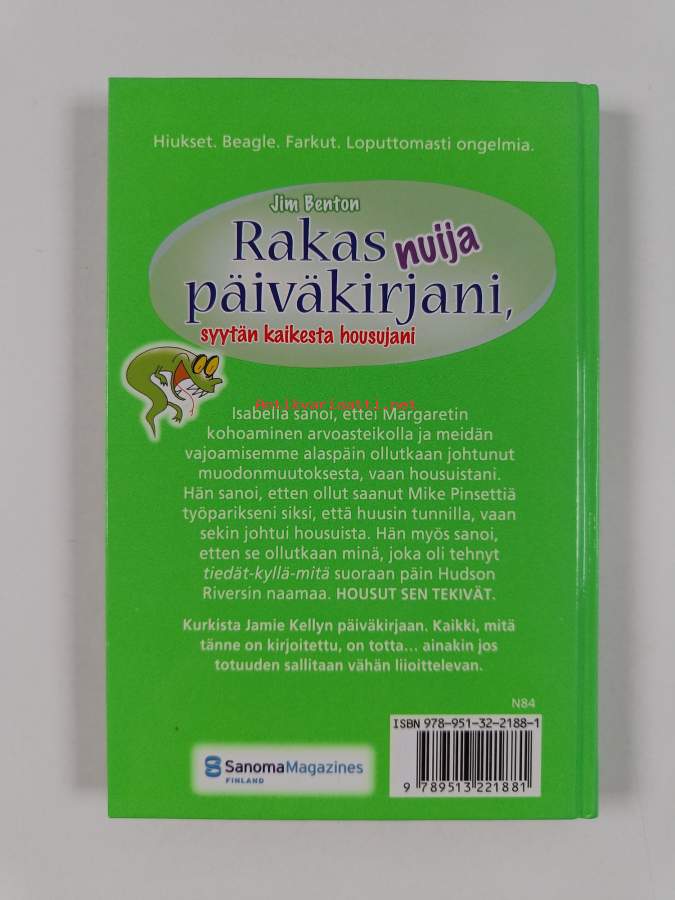 Hiukset. Beagle. Farkut. Loputtomasti ongelmia.
Jim Benton
Rakas nuija
päiväkirjani,
syytän kaikesta housujani
Antikvariaatti.net
Isabella sanoi, ettei Margaretin
kohoaminen arvoasteikolla ja meidän
vajoamisemme alaspäin ollutkaan johtunut
muodonmuutoksesta, vaan housuistani.
Hän sanoi, etten ollut saanut Mike Pinsettiä
työparikseni siksi, että huusin tunnilla, vaan
sekin johtui housuista. Hän myös sanoi,
etten se ollutkaan minä, joka oli tehnyt
tiedät-kyllä-mitä suoraan päin Hudson
Riversin naamaa. HOUSUT SEN TEKIVÄT.
Kurkista Jamie Kellyn päiväkirjaan. Kaikki, mitä
tänne on kirjoitettu, on totta... ainakin jos
totuuden sallitaan vähän liioittelevan.
N84
ISBN 978-951-32-2188-1
9 789513 221881
SanomaMagazines
FINLAND